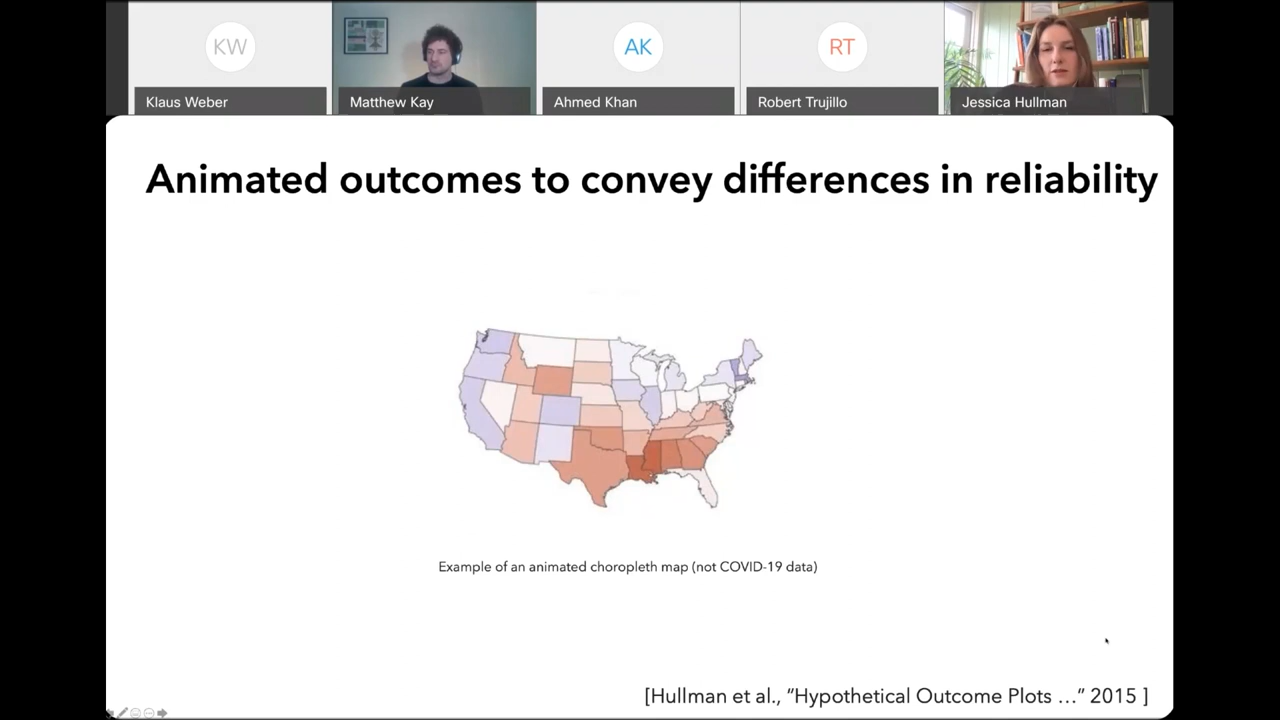 KW
AK
RT
Klaus Weber
Matthew Kay
Ahmed Khan
Robert Trujillo
Jessica Hullman
Animated outcomes to convey differences in reliability
Example of an animated choropleth map (not COVID-19 data)
[Hullman et al., “Hypothetical Outcome Plots ...” 2015 ]